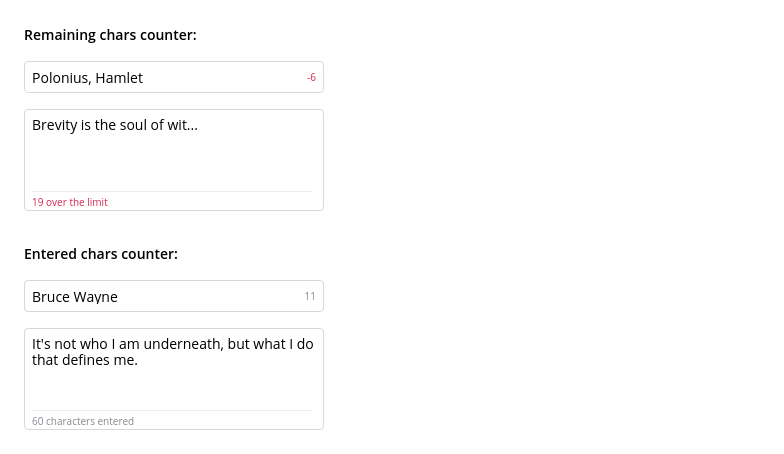 Remaining chars counter:
Polonius, Hamlet
-6
Brevity is the soul of wit...
19 over the limit
Entered chars counter:
Bruce Wayne
11
It's not who I am underneath, but what I do
that defines me.
60 characters entered